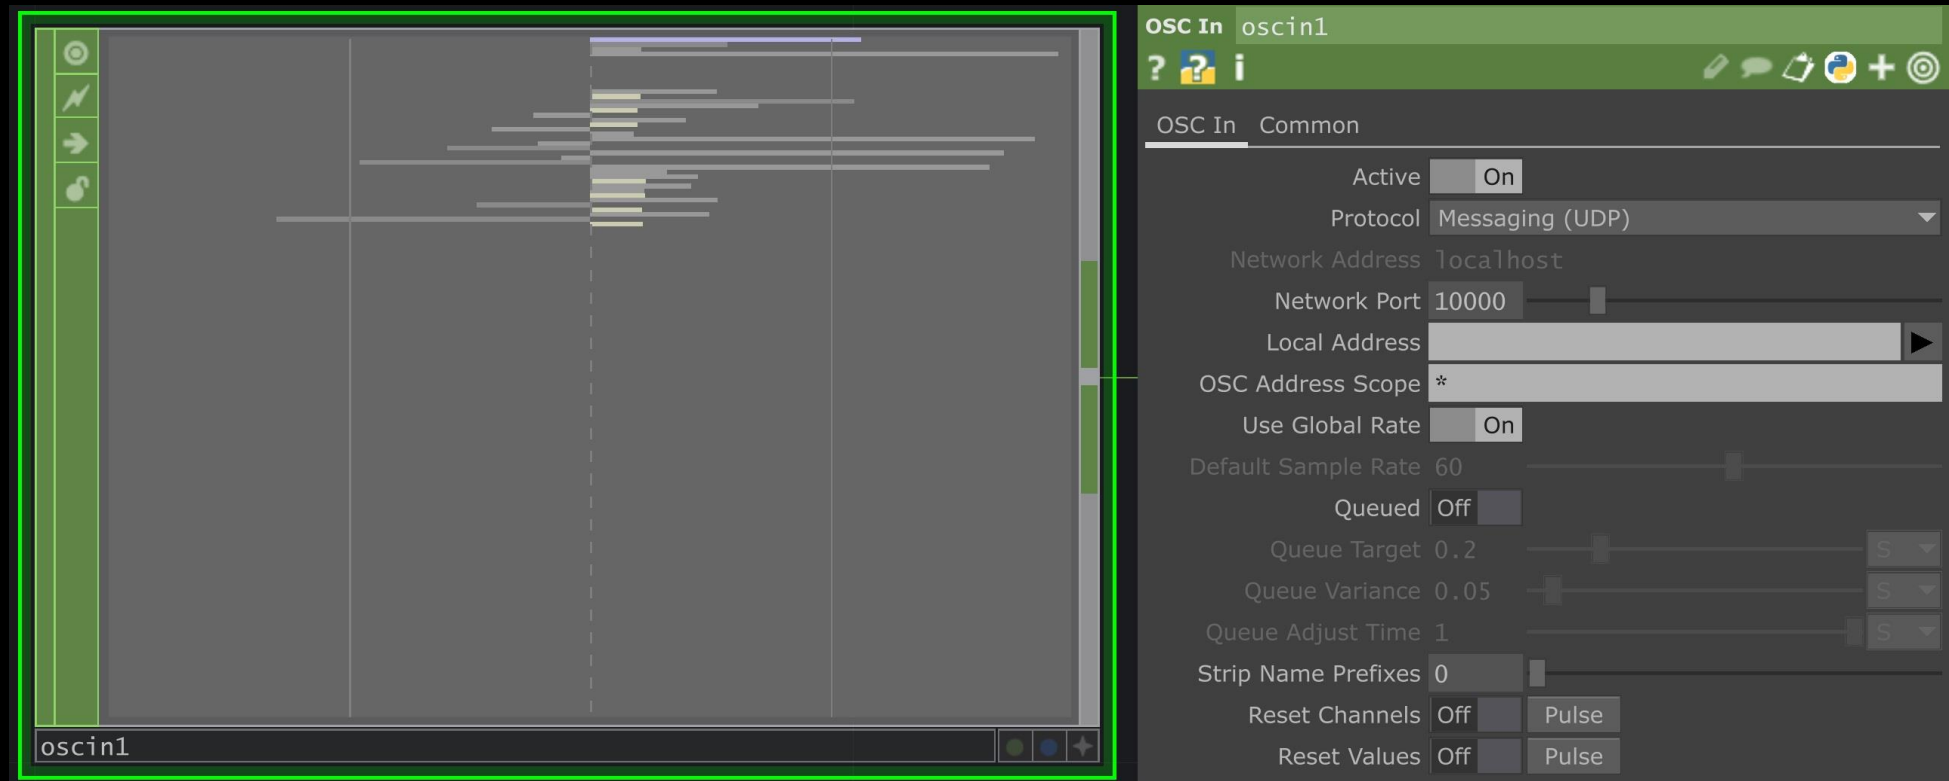 OSC In oscin1
? ? i
OSC In Common
Active On
Protocol Messaging (UDP)
Network Address localhost
Network Port 10000
Local Address
OSC Address Scope *
Use Global Rate On
Default Sample Rate 60
Queued Off
Queue Target 0.2 S
Queue Variance 0.05 S
Queue Adjust Time 1 S
Strip Name Prefixes 0
Reset Channels Off Pulse
Reset Values Off Pulse
oscin1